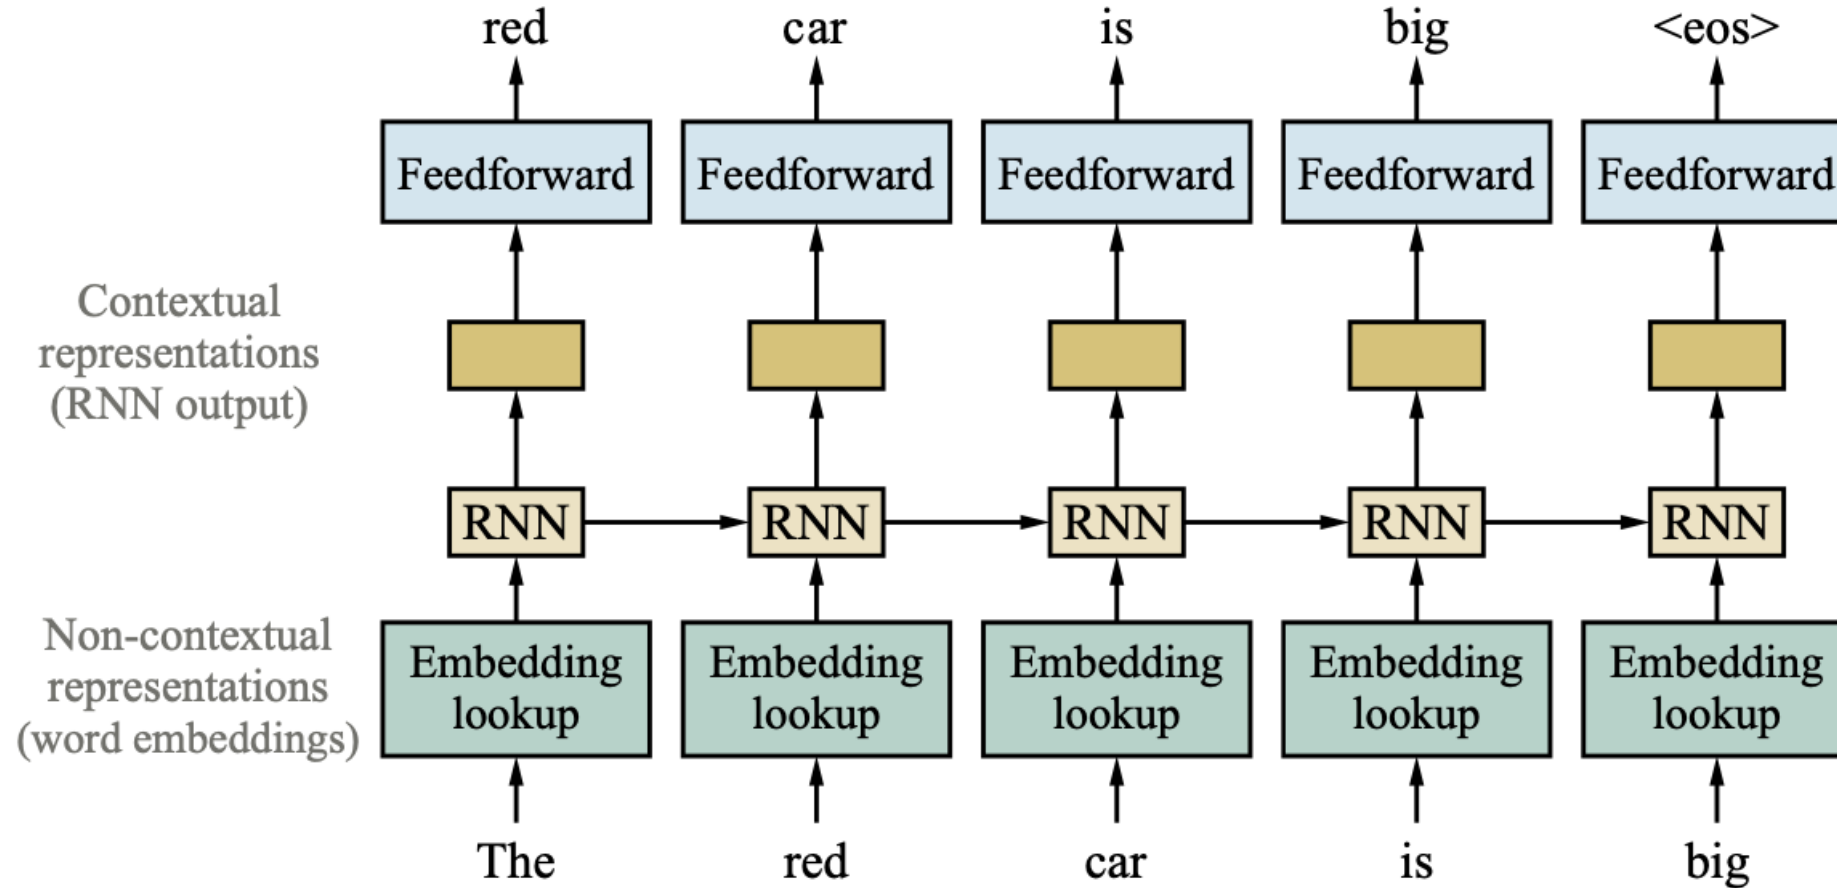 red car is big <eos>
Feedforward Feedforward Feedforward Feedforward Feedforward
Contextual
representations
(RNN output)
RNN RNN RNN RNN RNN
Non-contextual
representations
(word embeddings)
Embedding Embedding Embedding Embedding Embedding
lookup lookup lookup lookup lookup
The red car is big